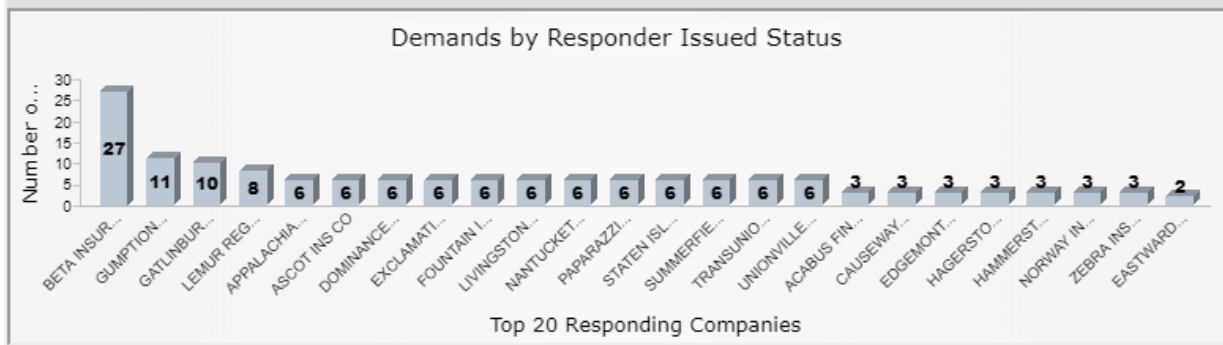 Demands by Responder Issued Status
Number o...
30
25
20
15
10
5
0
27
11
10
8
6
6
6
6
6
6
6
6
6
6
6
6
3
3
3
3
3
3
3
2
BETA INSUR...
GUMPTION...
GATLINBUR...
LEMUR REG...
APPALACHIA...
ASCOT INS CO
DOMINANCE...
EXCLAMATI...
FOUNTAIN I...
LIVINGSTON...
NANTUCKET...
PAPARAZZI...
STATEN ISL...
SUMMERFIE...
TRANSUNIO...
UNIONVILLE...
ACABUS FIN...
CAUSEWAY...
EDGEMONT...
HAGERSTO...
HAMMERST...
NORWAY IN...
ZEBRA INS...
EASTWARD...
Top 20 Responding Companies